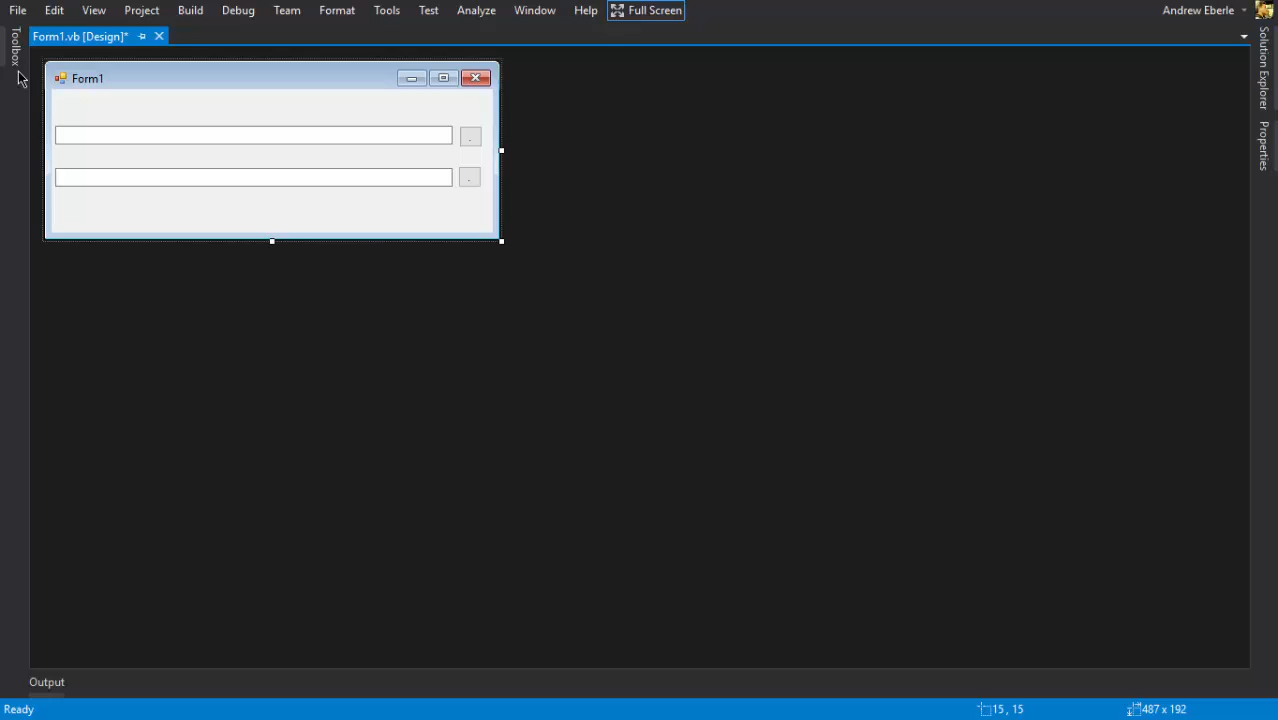 File Edit View Project Build Debug Team Format Tools Test Analyze Window Help Full Screen Andrew Eberle
Form1.vb [Design]*
Toolbox
Solution Explorer
Properties
Form1
.
.
Output
Ready 15 , 15 487 x 192